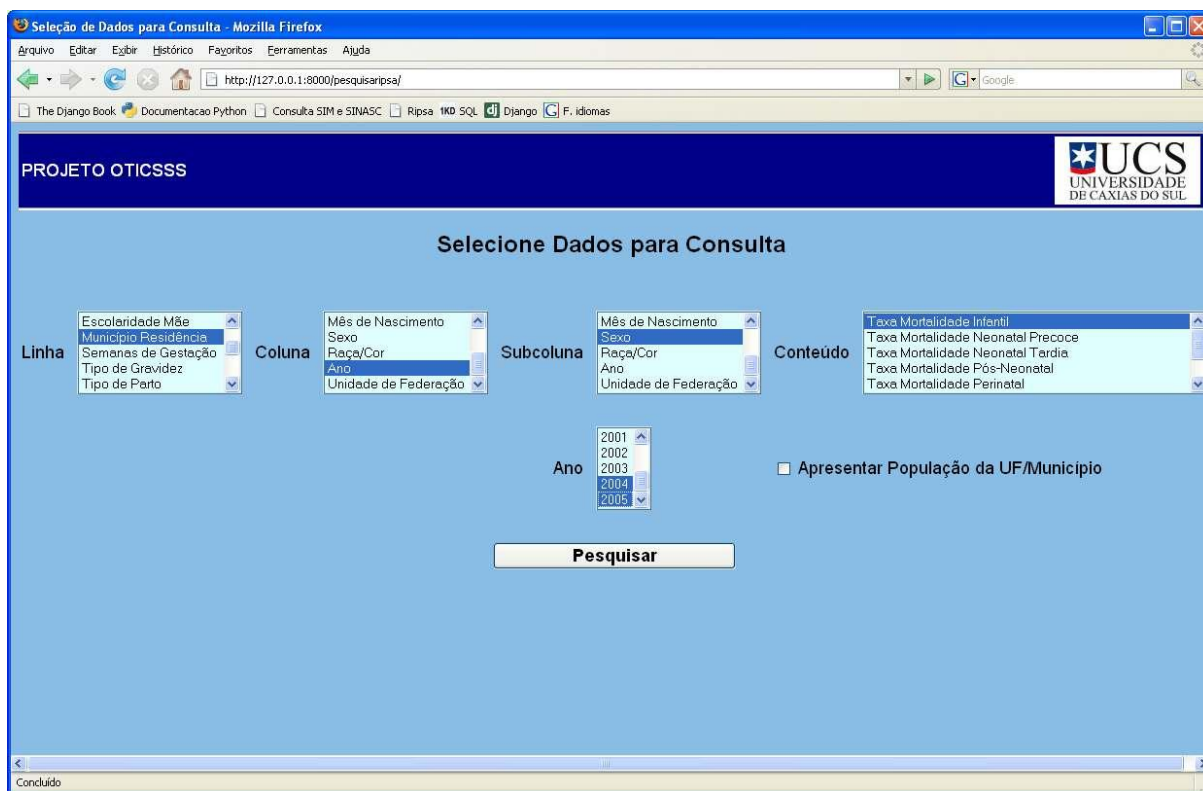 Seleção de Dados para Consulta - Mozilla Firefox
Arquivo Editar Exibir Histórico Favoritos Ferramentas Ajuda
http://127.0.0.1:8000/pesquisaripsa/
G Google
The Django Book Documentacao Python Consulta SIM e SINASC Ripsa 1KD SQL dj Django G F. idiomas
PROJETO OTICSSS
UCS
UNIVERSIDADE
DE CAXIAS DO SUL
Selecione Dados para Consulta
Linha
Escolaridade Mãe
Município Residência
Semanas de Gestação
Tipo de Gravidez
Tipo de Parto
Coluna
Mês de Nascimento
Sexo
Raça/Cor
Ano
Unidade de Federação
Subcoluna
Mês de Nascimento
Sexo
Raça/Cor
Ano
Unidade de Federação
Conteúdo
Taxa Mortalidade Infantil
Taxa Mortalidade Neonatal Precoce
Taxa Mortalidade Neonatal Tardia
Taxa Mortalidade Pós-Neonatal
Taxa Mortalidade Perinatal
Ano
2001
2002
2003
2004
2005
Apresentar População da UF/Município
Pesquisar
Concluído